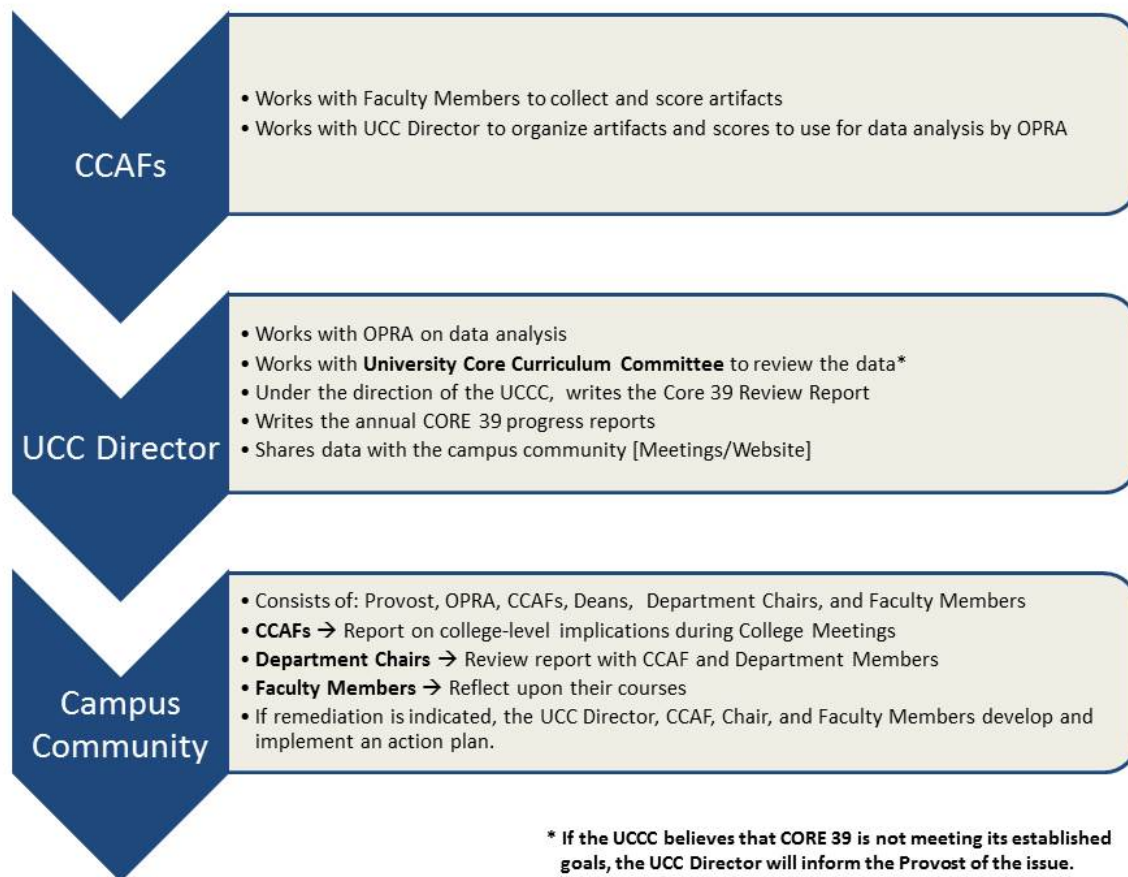 CCAFs
• Works with Faculty Members to collect and score artifacts
• Works with UCC Director to organize artifacts and scores to use for data analysis by OPRA
UCC Director
• Works with OPRA on data analysis
• Works with University Core Curriculum Committee to review the data*
• Under the direction of the UCCC, writes the Core 39 Review Report
• Writes the annual CORE 39 progress reports
• Shares data with the campus community [Meetings/Website]
Campus
Community
• Consists of: Provost, OPRA, CCAFs, Deans, Department Chairs, and Faculty Members
• CCAFs → Report on college-level implications during College Meetings
• Department Chairs → Review report with CCAF and Department Members
• Faculty Members → Reflect upon their courses
• If remediation is indicated, the UCC Director, CCAF, Chair, and Faculty Members develop and
implement an action plan.
* If the UCCC believes that CORE 39 is not meeting its established
goals, the UCC Director will inform the Provost of the issue.